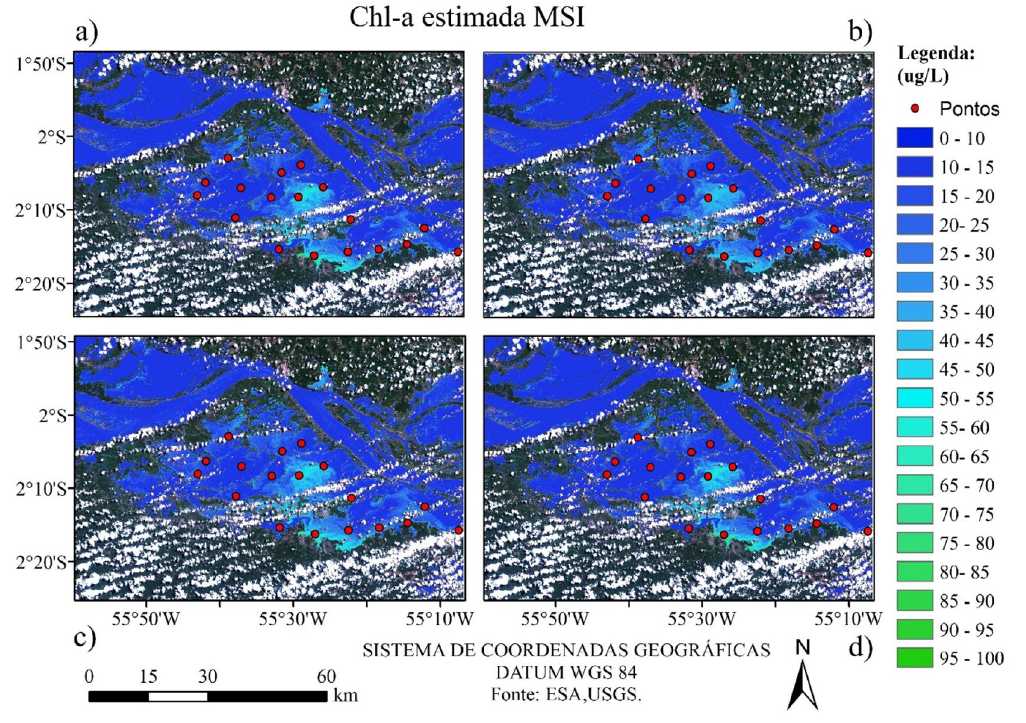 Chl-a estimada MSI
a)
b)
1°50'S
2°S
2°10'S
2°20'S
1°50'S
2°S
2°10'S
2°20'S
55°50'W
55°30'W
55°10'W
55°50'W
55°30'W
55°10'W
c)
d)
SISTEMA DE COORDENADAS GEOGRÁFICAS
DATUM WGS 84
Fonte: ESA,USGS.
N
0 15 30 60
km
Legenda:
(ug/L)
Pontos
0 - 10
10 - 15
15 - 20
20- 25
25 - 30
30 - 35
35 - 40
40 - 45
45 - 50
50 - 55
55- 60
60- 65
65 - 70
70 - 75
75 - 80
80- 85
85 - 90
90 - 95
95 - 100